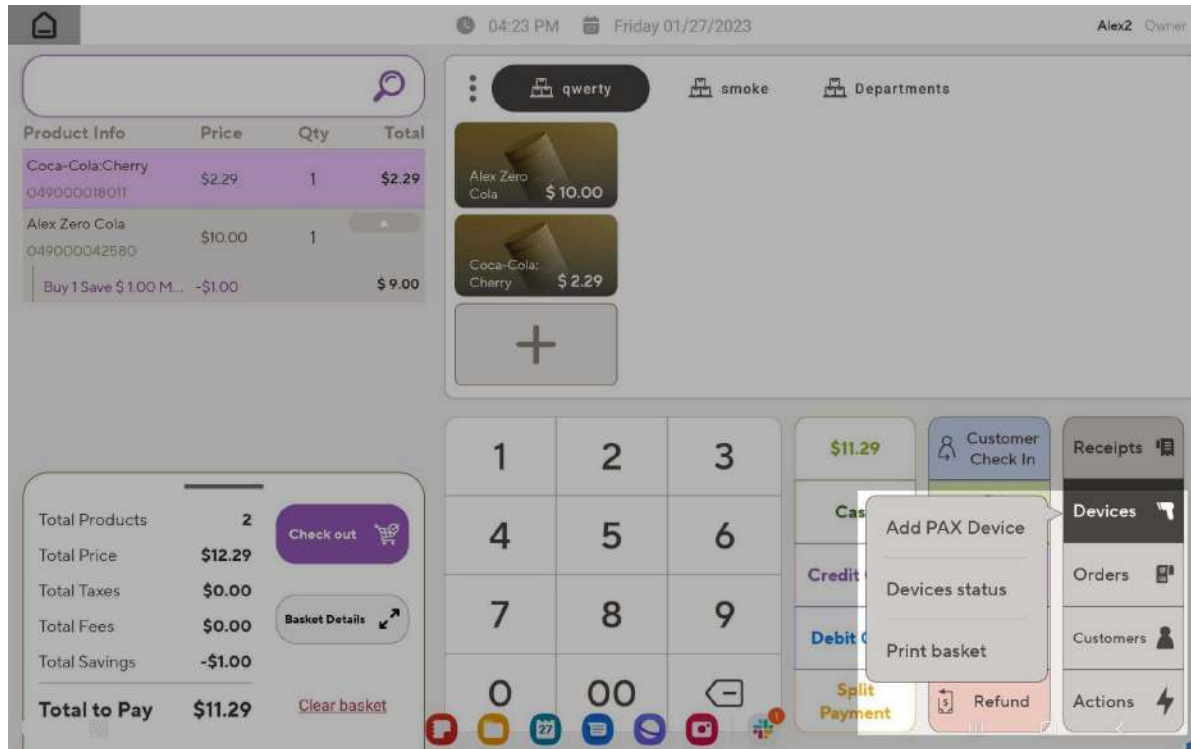 04:23 PM Friday 01/27/2023 Alex2 Owner
Product Info Price Qty Total
Coca-Cola:Cherry $2.29 1 $2.29
049000018011
Alex Zero Cola $10.00 1
049000042580
Buy 1 Save $ 1.00 M... -$1.00 $ 9.00
Total Products 2
Total Price $12.29
Total Taxes $0.00
Total Fees $0.00
Total Savings -$1.00
Total to Pay $11.29
Check out
Basket Details
Clear basket
qwerty smoke Departments
Alex Zero
Cola $ 10.00
Coca-Cola:
Cherry $ 2.29
1 2 3
4 5 6
7 8 9
0 00
27
$11.29
Cas
Credit
Debit
Split
Payment
Customer
Check In
Refund
Add PAX Device
Devices status
Print basket
Receipts
Devices
Orders
Customers
Actions